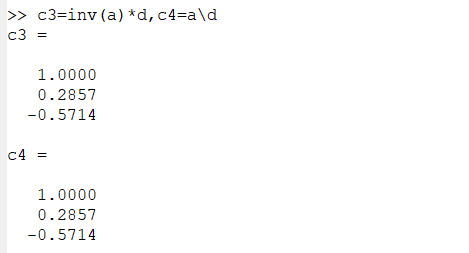 >> c3=inv(a)*d,c4=a\d
c3 =
1.0000
0.2857
-0.5714
c4 =
1.0000
0.2857
-0.5714